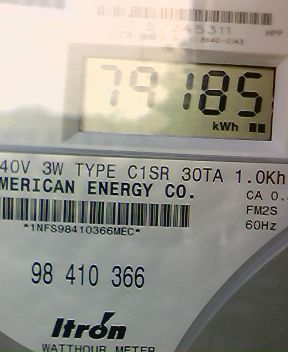 79185
kWh
40V 3W TYPE C1SR 30TA 1.0Kh
MERICAN ENERGY CO.
CA 0.
FM2S
60Hz
*1NFS98410366MEC*
98 410 366
Itrón
WATTHOUR METER